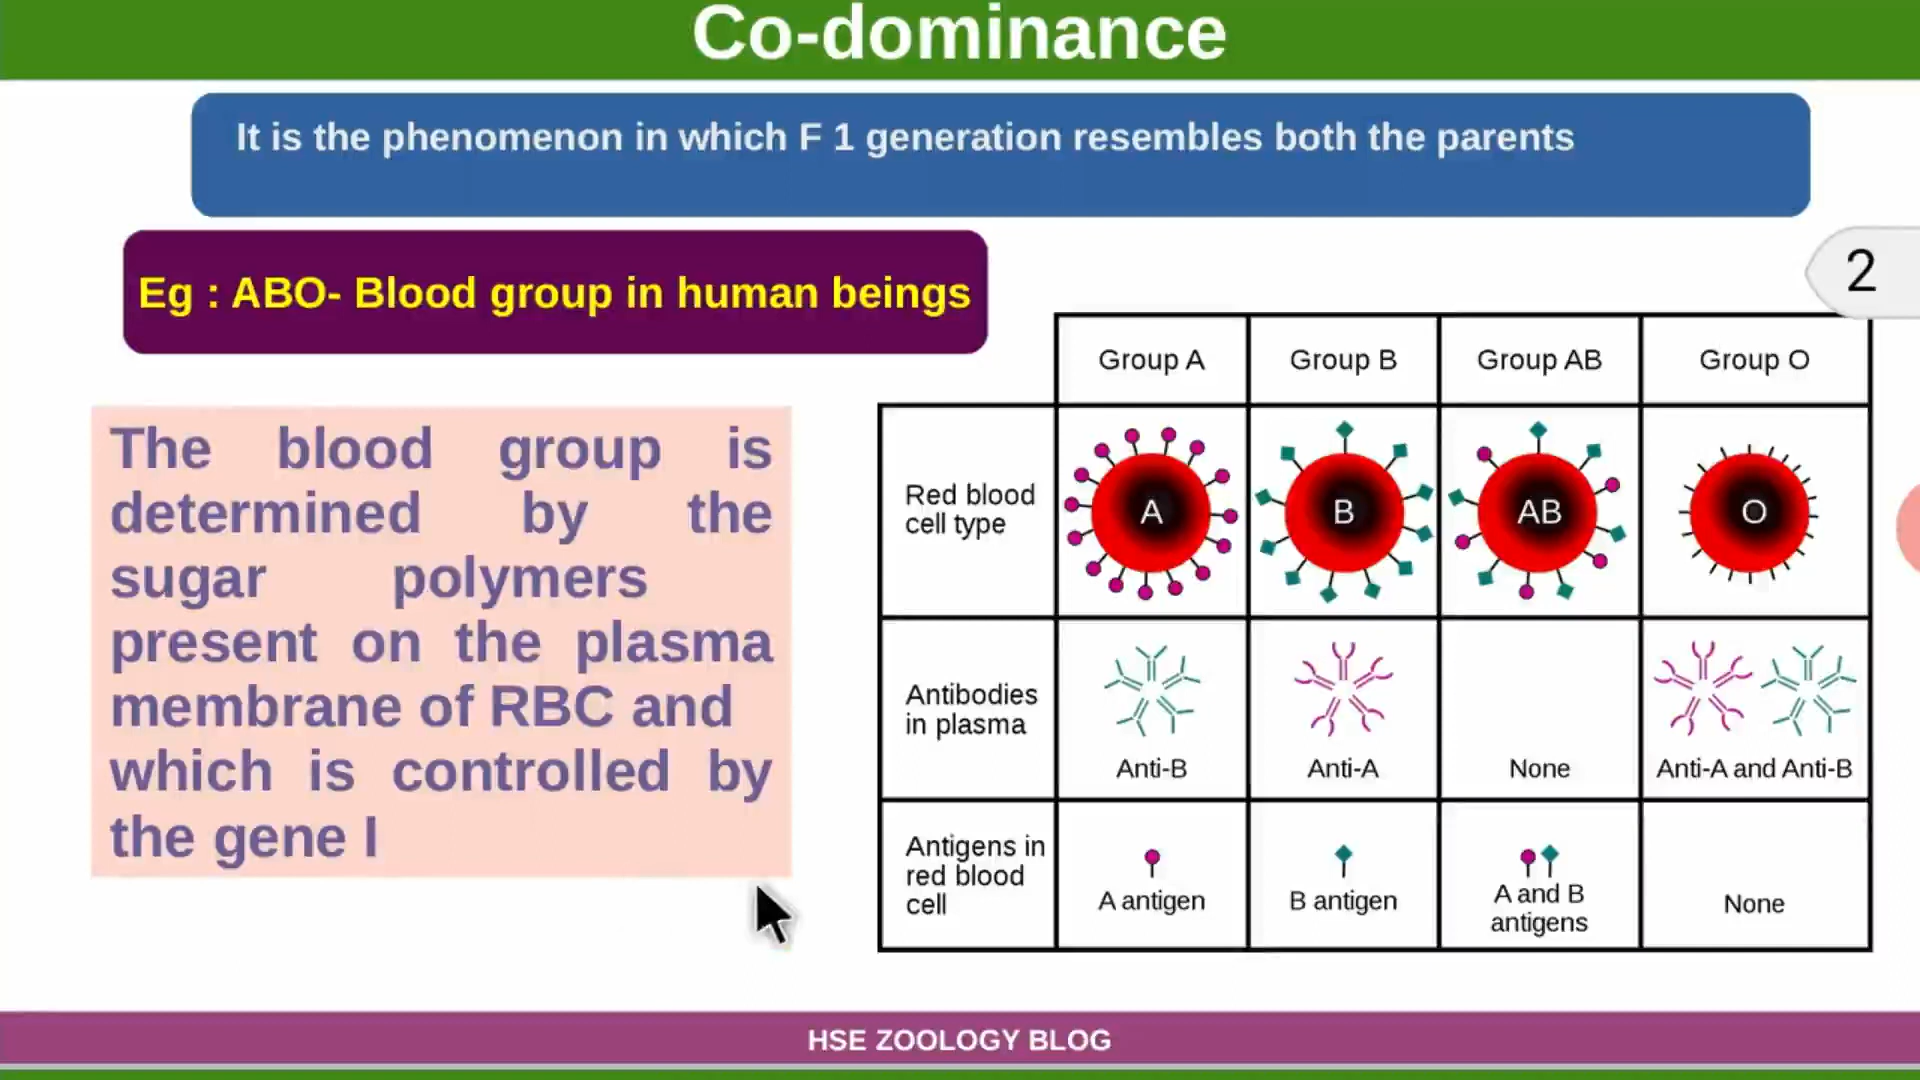 Co-dominance
It is the phenomenon in which F 1 generation resembles both the parents
Eg : ABO- Blood group in human beings
2
The blood group is
determined by the
sugar polymers
present on the plasma
membrane of RBC and
which is controlled by
the gene I
Group A
Group B
Group AB
Group O
Red blood
cell type
A
B
AB
O
Antibodies
in plasma
Anti-B
Anti-A
None
Anti-A and Anti-B
Antigens in
red blood
cell
A antigen
B antigen
A and B
antigens
None
HSE ZOOLOGY BLOG